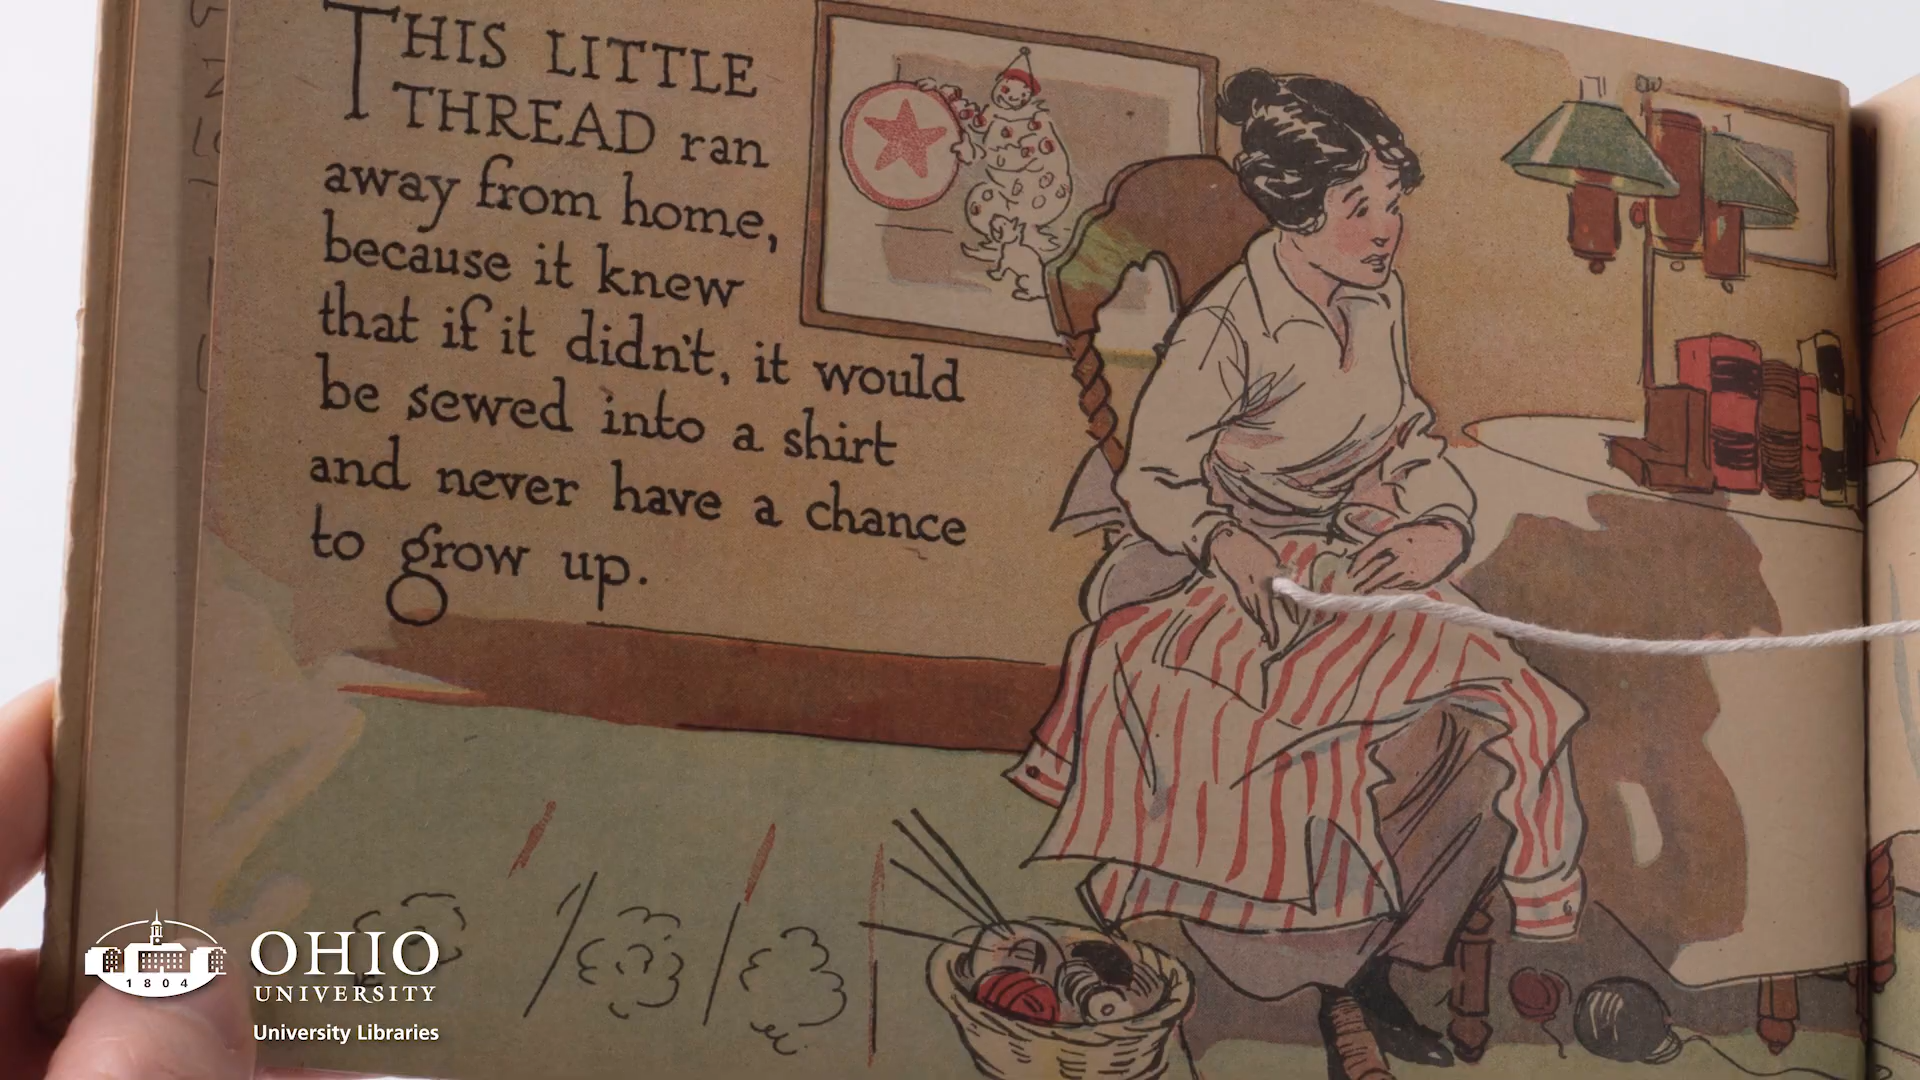 THIS LITTLE
THREAD ran
away from home,
because it knew
that if it didn't, it would
be sewed into a shirt
and never have a chance
to grow up.
1804
OHIO
UNIVERSITY
University Libraries